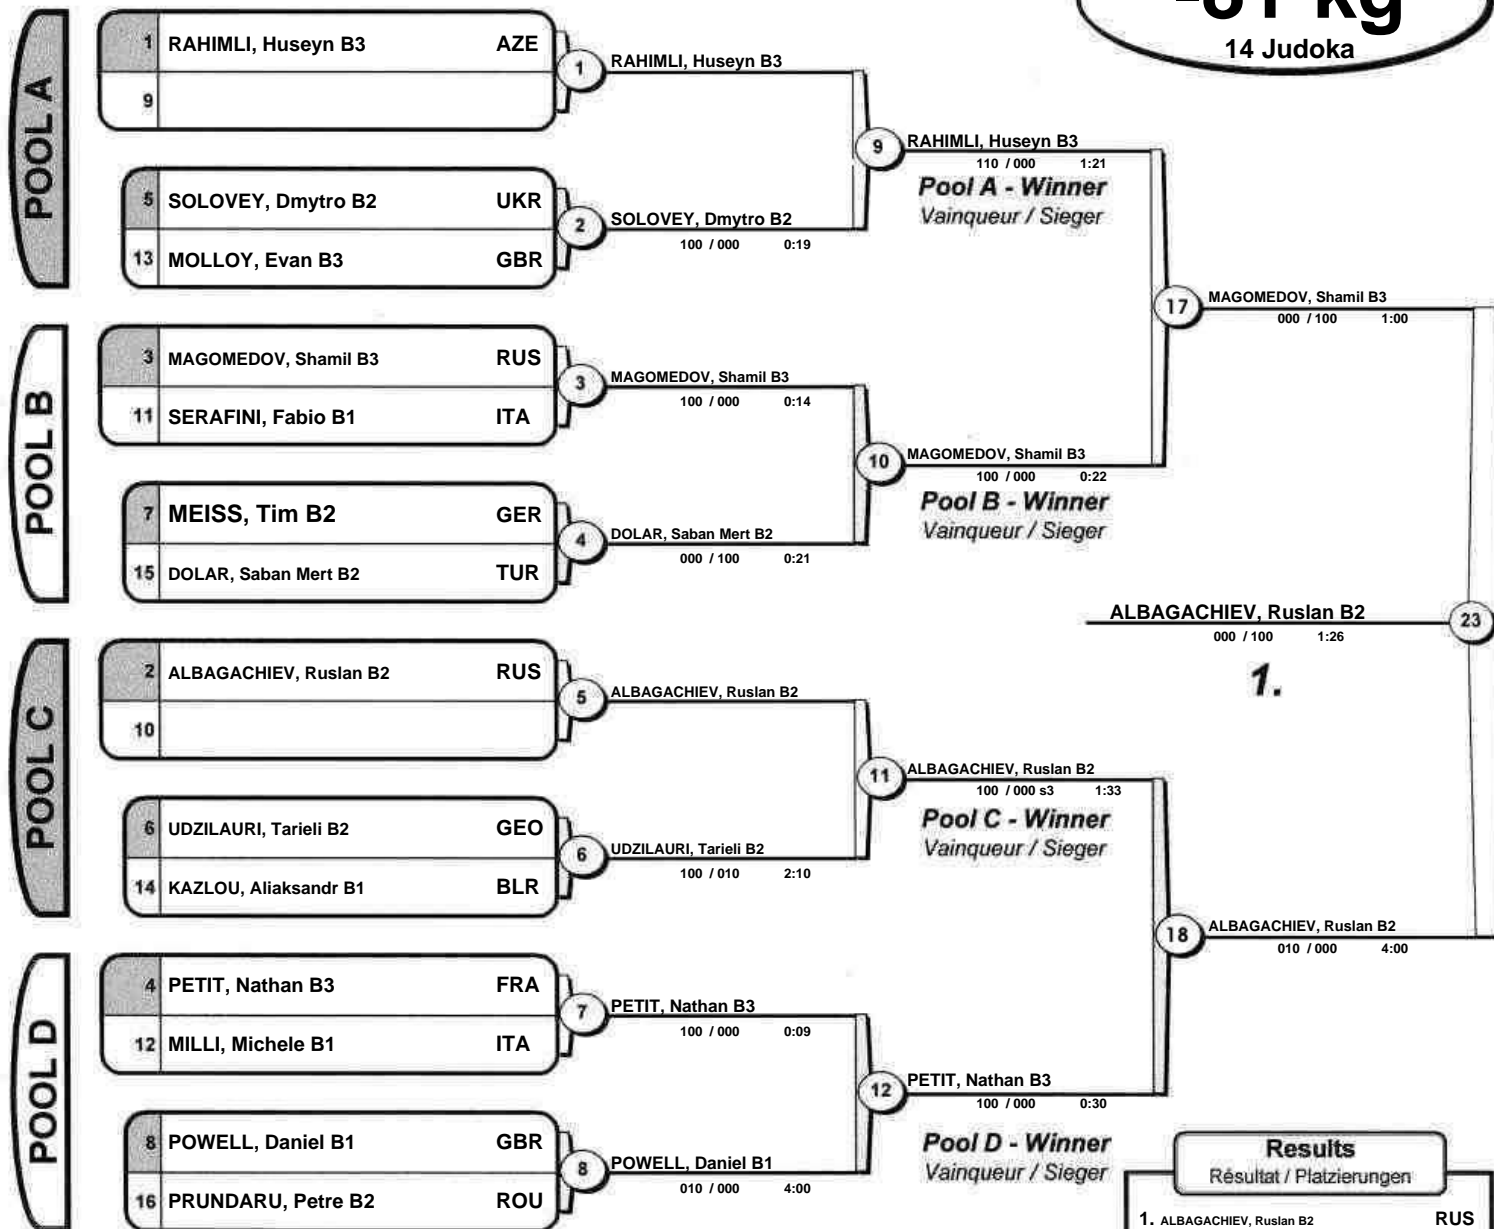 -81 kg
14 Judoka
POOL A
1 RAHIMLI, Huseyn B3 AZE
9
5 SOLOVEY, Dmytro B2 UKR
13 MOLLOY, Evan B3 GBR
1 RAHIMLI, Huseyn B3
2 SOLOVEY, Dmytro B2
100 / 000 0:19
9 RAHIMLI, Huseyn B3
110 / 000 1:21
Pool A - Winner
Vainqueur / Sieger
POOL B
3 MAGOMEDOV, Shamil B3 RUS
11 SERAFINI, Fabio B1 ITA
7 MEISS, Tim B2 GER
15 DOLAR, Saban Mert B2 TUR
3 MAGOMEDOV, Shamil B3
100 / 000 0:14
4 DOLAR, Saban Mert B2
000 / 100 0:21
10 MAGOMEDOV, Shamil B3
100 / 000 0:22
Pool B - Winner
Vainqueur / Sieger
17 MAGOMEDOV, Shamil B3
000 / 100 1:00
ALBAGACHIEV, Ruslan B2 23
000 / 100 1:26
1.
POOL C
2 ALBAGACHIEV, Ruslan B2 RUS
10
6 UDZILAURI, Tarieli B2 GEO
14 KAZLOU, Aliaksandr B1 BLR
5 ALBAGACHIEV, Ruslan B2
6 UDZILAURI, Tarieli B2
100 / 010 2:10
11 ALBAGACHIEV, Ruslan B2
100 / 000 s3 1:33
Pool C - Winner
Vainqueur / Sieger
18 ALBAGACHIEV, Ruslan B2
010 / 000 4:00
POOL D
4 PETIT, Nathan B3 FRA
12 MILLI, Michele B1 ITA
8 POWELL, Daniel B1 GBR
16 PRUNDARU, Petre B2 ROU
7 PETIT, Nathan B3
100 / 000 0:09
8 POWELL, Daniel B1
010 / 000 4:00
12 PETIT, Nathan B3
100 / 000 0:30
Pool D - Winner
Vainqueur / Sieger
Results
Résultat / Platzierungen
1. ALBAGACHIEV, Ruslan B2 RUS